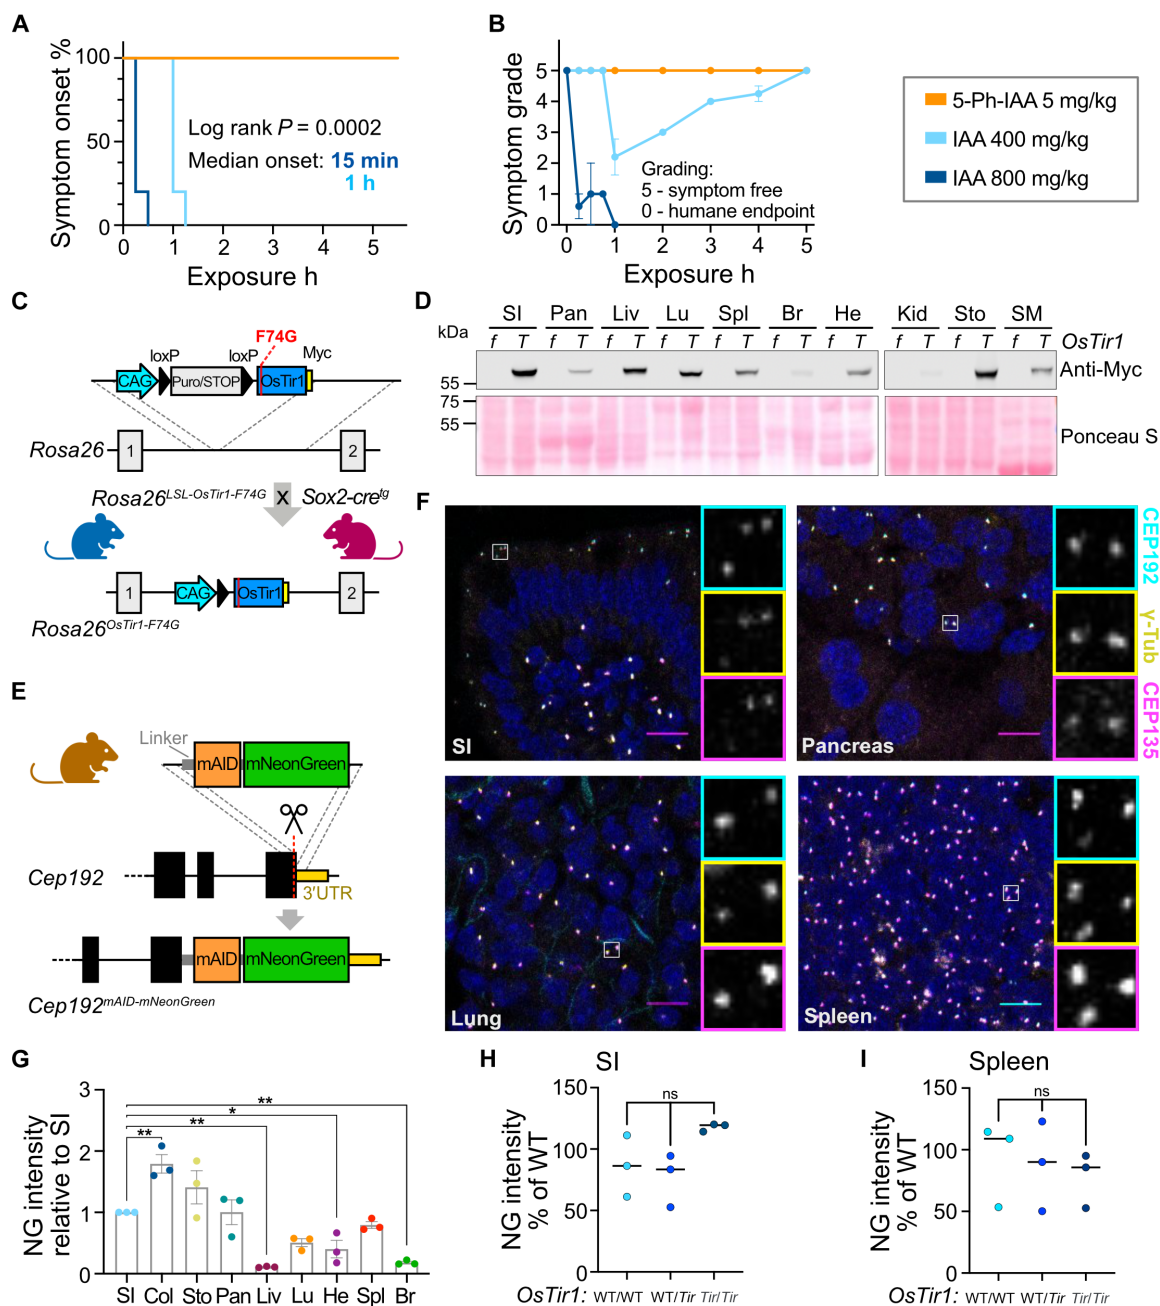 A
Symptom onset %
100
50
0
Log rank P = 0.0002
Median onset: 15 min
1 h
0 1 2 3 4 5
Exposure h
B
Symptom grade
5
4
3
2
1
0
Grading:
5 - symptom free
0 - humane endpoint
0 1 2 3 4 5
Exposure h
5-Ph-IAA 5 mg/kg
IAA 400 mg/kg
IAA 800 mg/kg
C
F74G
loxP loxP Myc
CAG Puro/STOP OsTir1
Rosa26 1 2
Rosa26LSL-OsTir1-F74G X Sox2-cretg
1 CAG OsTir1 2
Rosa26OsTir1-F74G
D
SI Pan Liv Lu Spl Br He Kid Sto SM
kDa
f T f T f T f T f T f T f T f T f T f T OsTir1
Anti-Myc
55
75
55
Ponceau S
E
Linker
mAID mNeonGreen
Cep192
3'UTR
mAID mNeonGreen
Cep192mAID-mNeonGreen
F
SI
Pancreas
Lung
Spleen
CEP192
γ-Tub
CEP135
G
NG intensity
relative to SI
3
2
1
0
**
*
**
**
SI Col Sto Pan Liv Lu He Spl Br
H
SI
NG intensity
% of WT
150
100
50
0
ns
OsTir1: WT/WT WT/Tir Tir/Tir
I
Spleen
NG intensity
% of WT
150
100
50
0
ns
OsTir1: WT/WT WT/Tir Tir/Tir